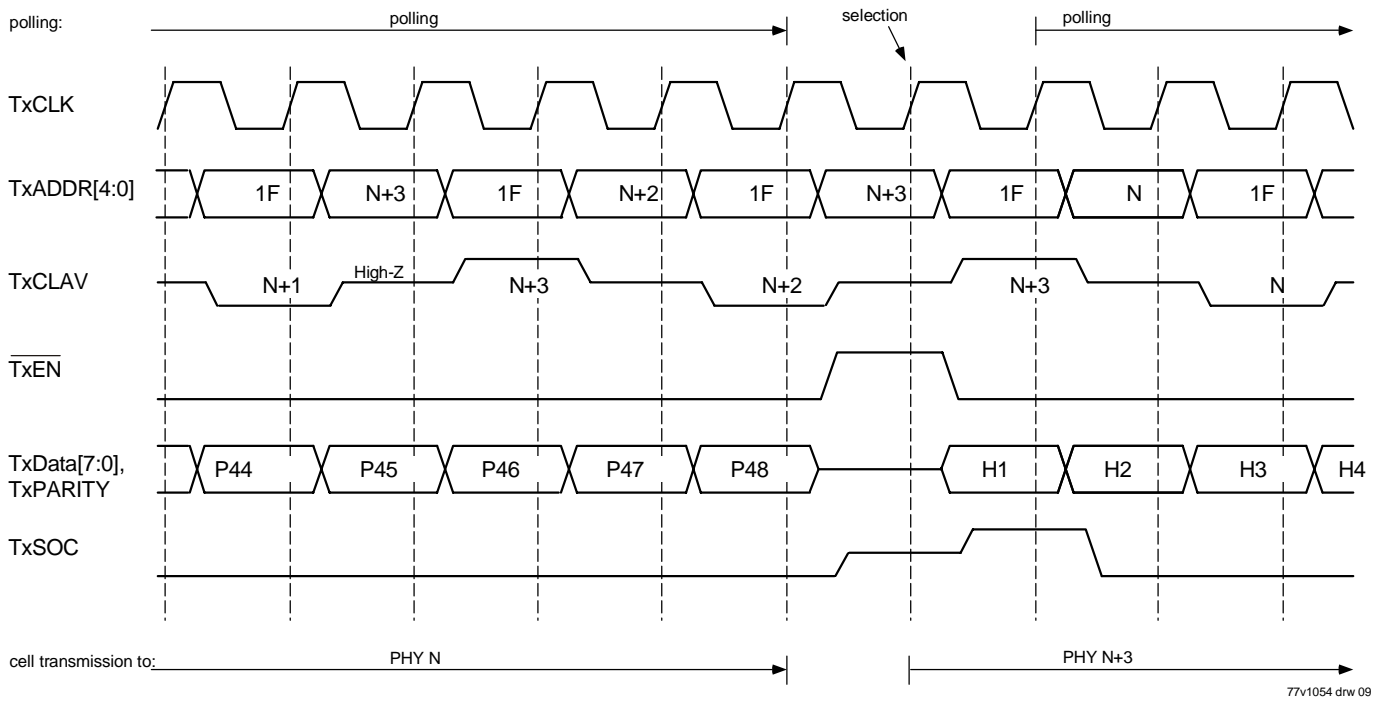 polling: polling selection polling
TxCLK
TxADDR[4:0] 1F N+3 1F N+2 1F N+3 1F N 1F
TxCLAV N+1 High-Z N+3 N+2 N+3 N
TxEN
TxData[7:0], P44 P45 P46 P47 P48 H1 H2 H3 H4
TxPARITY
TxSOC
cell transmission to: PHY N PHY N+3
77v1054 drw 09